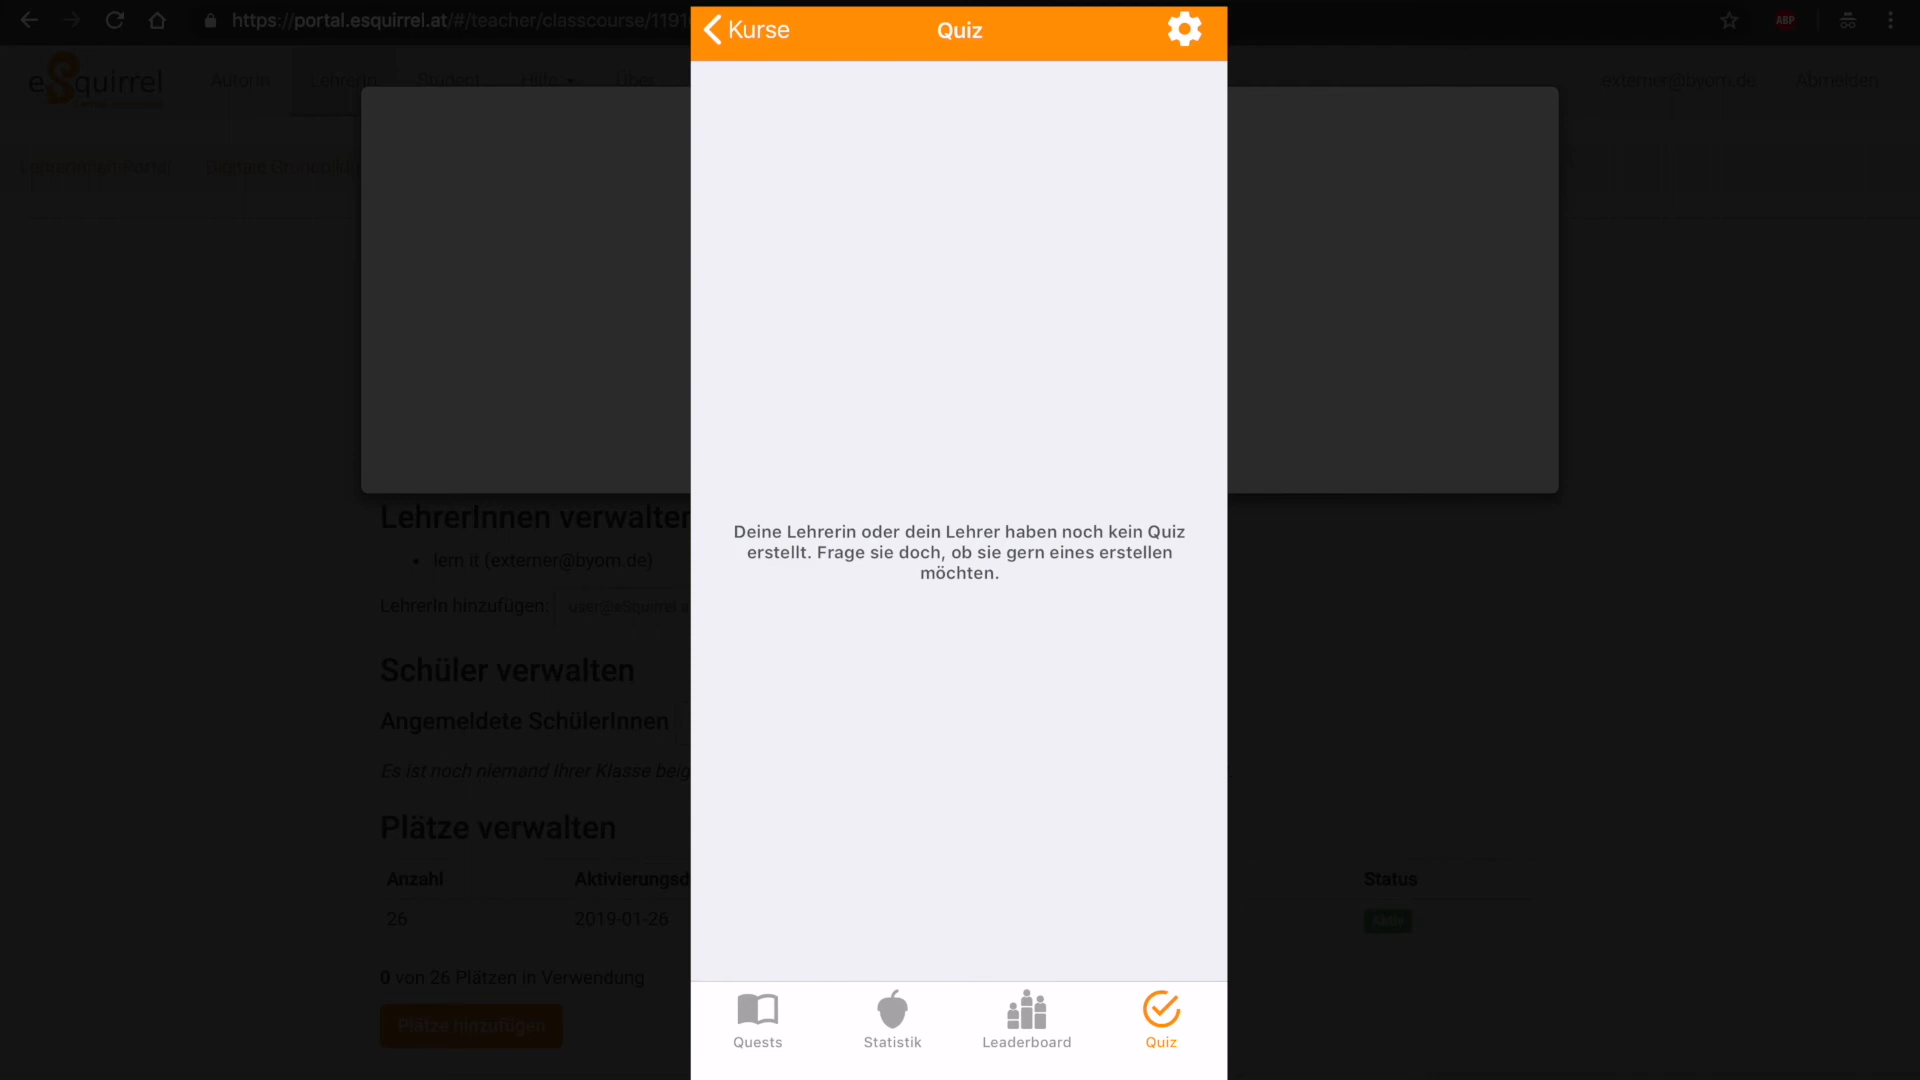 https://portal.esquirrel.at/#/teacher/classcourse/1191
ABP
Kurse
Quiz
eSquirrel
AutorIn
LehrerIn
Student
Hilfe
Über
externer@byom.de
Abmelden
LehrerInnen verwalten
lern it (externer@byom.de)
LehrerIn hinzufügen:
Deine Lehrerin oder dein Lehrer haben noch kein Quiz
erstellt. Frage sie doch, ob sie gern eines erstellen
möchten.
Schüler verwalten
Angemeldete SchülerInnen
Es ist noch niemand Ihrer Klasse beig
Plätze verwalten
Anzahl
Aktivierungsd
Status
26
2019-01-26
Aktiv
0 von 26 Plätzen in Verwendung
Plätze hinzufügen
Quests
Statistik
Leaderboard
Quiz